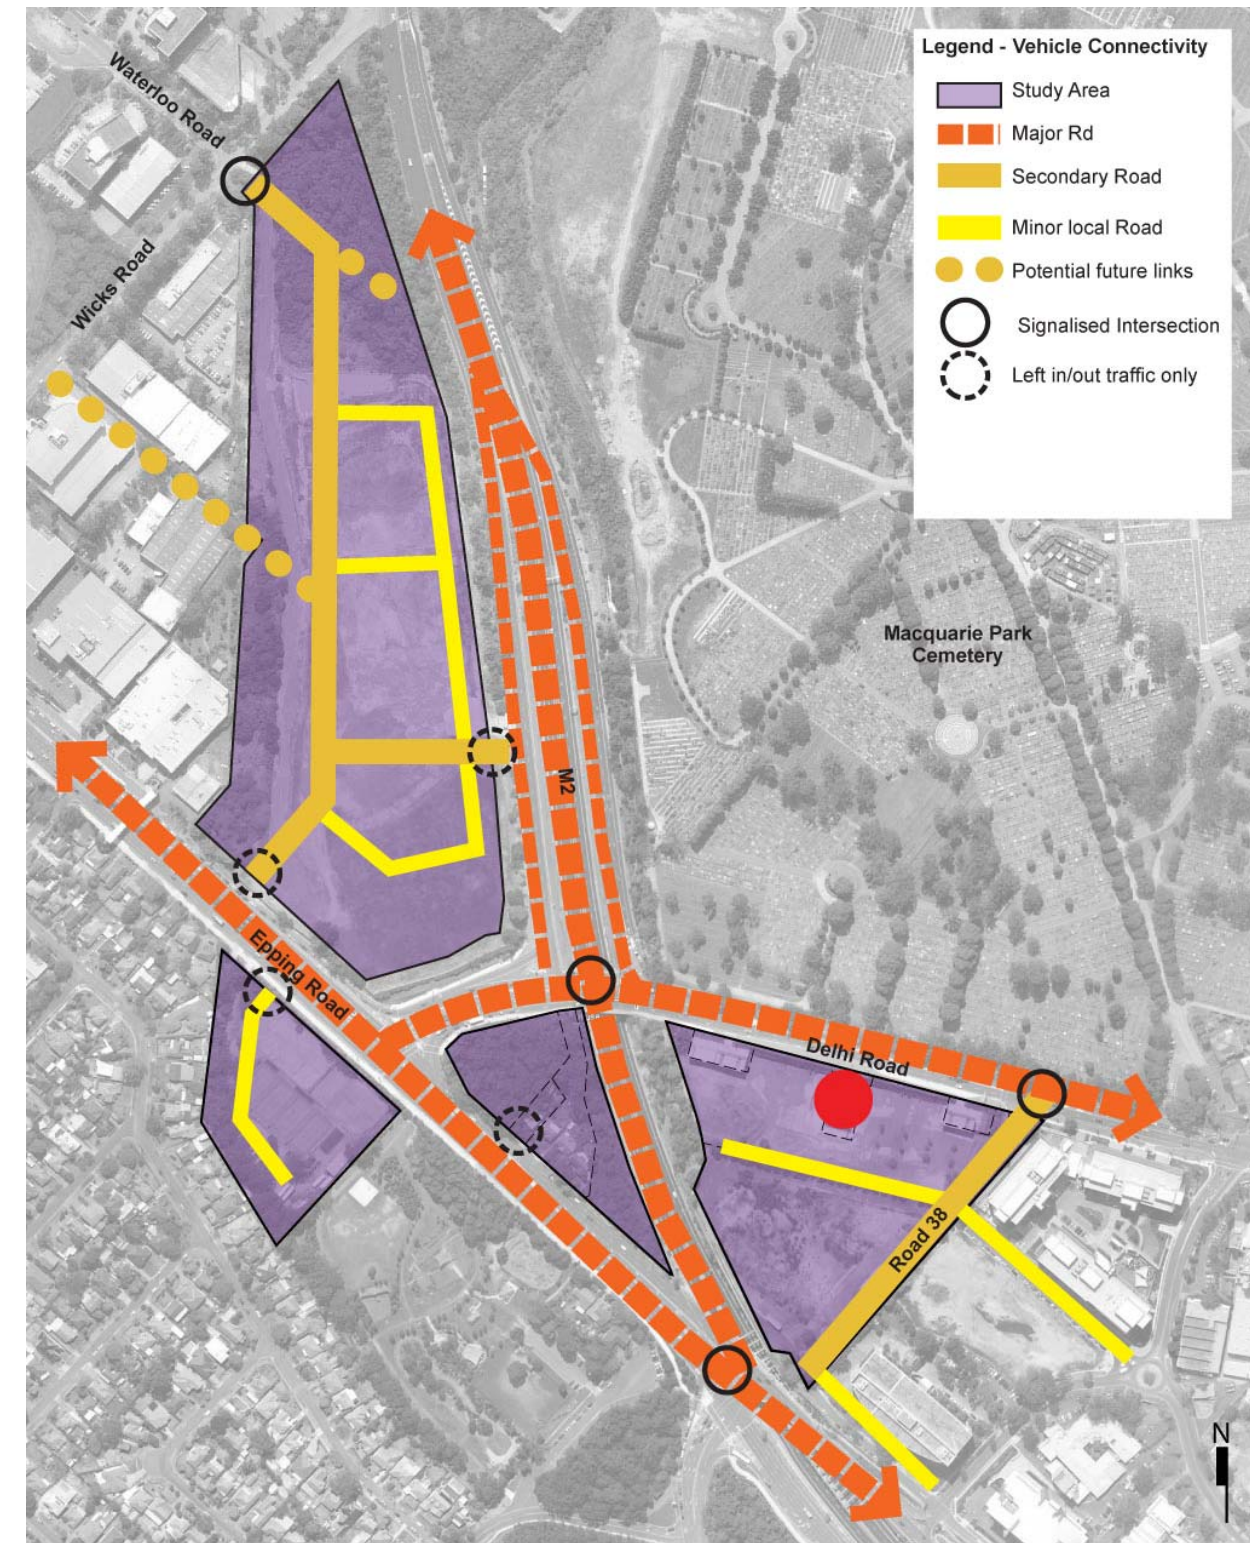 Legend - Vehicle Connectivity
Study Area
Major Rd
Secondary Road
Minor local Road
Potential future links
Signalised Intersection
Left in/out traffic only
Waterloo Road
Wicks Road
Macquarie Park
Cemetery
M2
Epping Road
Delhi Road
Road 38
N